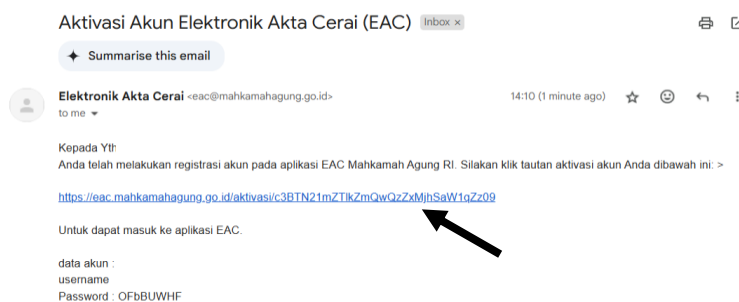 Aktivasi Akun Elektronik Akta Cerai (EAC) Inbox ×
Summarise this email
Elektronik Akta Cerai <eac@mahkamahagung.go.id> 14:10 (1 minute ago)
to me
Kepada Yth
Anda telah melakukan registrasi akun pada aplikasi EAC Mahkamah Agung RI. Silakan klik tautan aktivasi akun Anda dibawah ini: >
https://eac.mahkamahagung.go.id/aktivasi/c3BTN21mZTlkZmQwQzZxMjhSaW1qZz09
Untuk dapat masuk ke aplikasi EAC.
data akun :
username
Password : OFbBUWHF